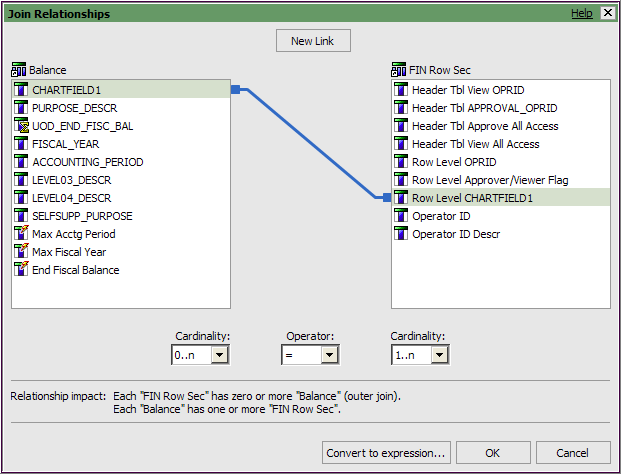 Join Relationships
Help
New Link
Balance
CHARTFIELD1
PURPOSE_DESCR
UOD_END_FISC_BAL
FISCAL_YEAR
ACCOUNTING_PERIOD
LEVEL03_DESCR
LEVEL04_DESCR
SELFSUPP_PURPOSE
Max Acctg Period
Max Fiscal Year
End Fiscal Balance
FIN Row Sec
Header Tbl View OPRID
Header Tbl APPROVAL_OPRID
Header Tbl Approve All Access
Header Tbl View All Access
Row Level OPRID
Row Level Approver/Viewer Flag
Row Level CHARTFIELD1
Operator ID
Operator ID Descr
Cardinality:
0..n
Operator:
=
Cardinality:
1..n
Relationship impact: Each "FIN Row Sec" has zero or more "Balance" (outer join).
Each "Balance" has one or more "FIN Row Sec".
Convert to expression...
OK
Cancel